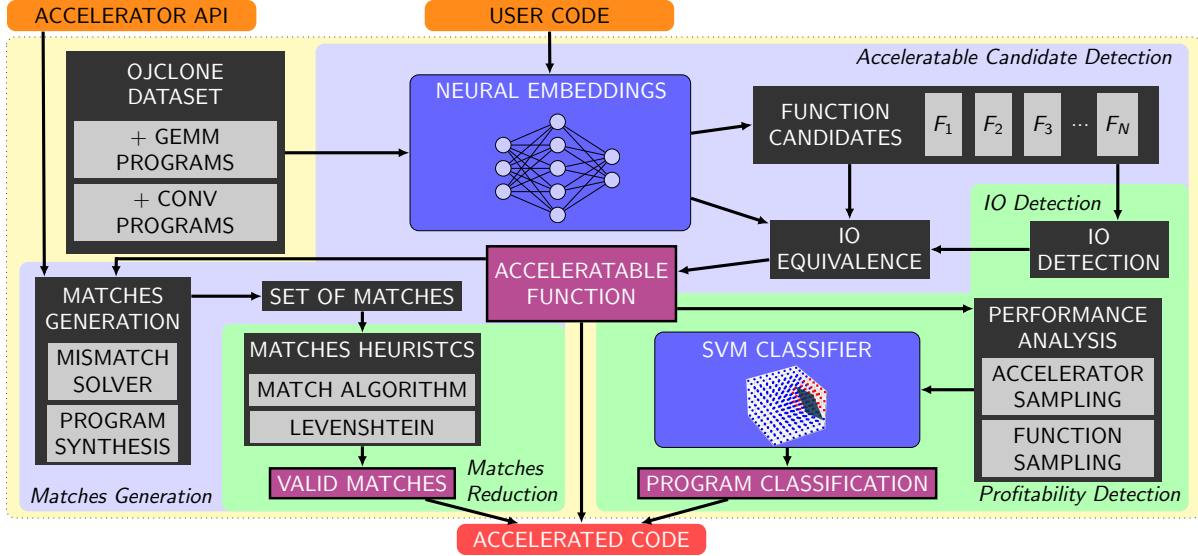 ACCELERATOR API
USER CODE
Acceleratable Candidate Detection
OJCLONE
DATASET
+ GEMM
PROGRAMS
+ CONV
PROGRAMS
NEURAL EMBEDDINGS
FUNCTION
CANDIDATES
F1 F2 F3 ... FN
IO Detection
IO
EQUIVALENCE
IO
DETECTION
ACCELERATABLE
FUNCTION
MATCHES
GENERATION
MISMATCH
SOLVER
PROGRAM
SYNTHESIS
Matches Generation
SET OF MATCHES
MATCHES HEURISTCS
MATCH ALGORITHM
LEVENSHTEIN
VALID MATCHES
Matches
Reduction
SVM CLASSIFIER
PROGRAM CLASSIFICATION
PERFORMANCE
ANALYSIS
ACCELERATOR
SAMPLING
FUNCTION
SAMPLING
Profitability Detection
ACCELERATED CODE